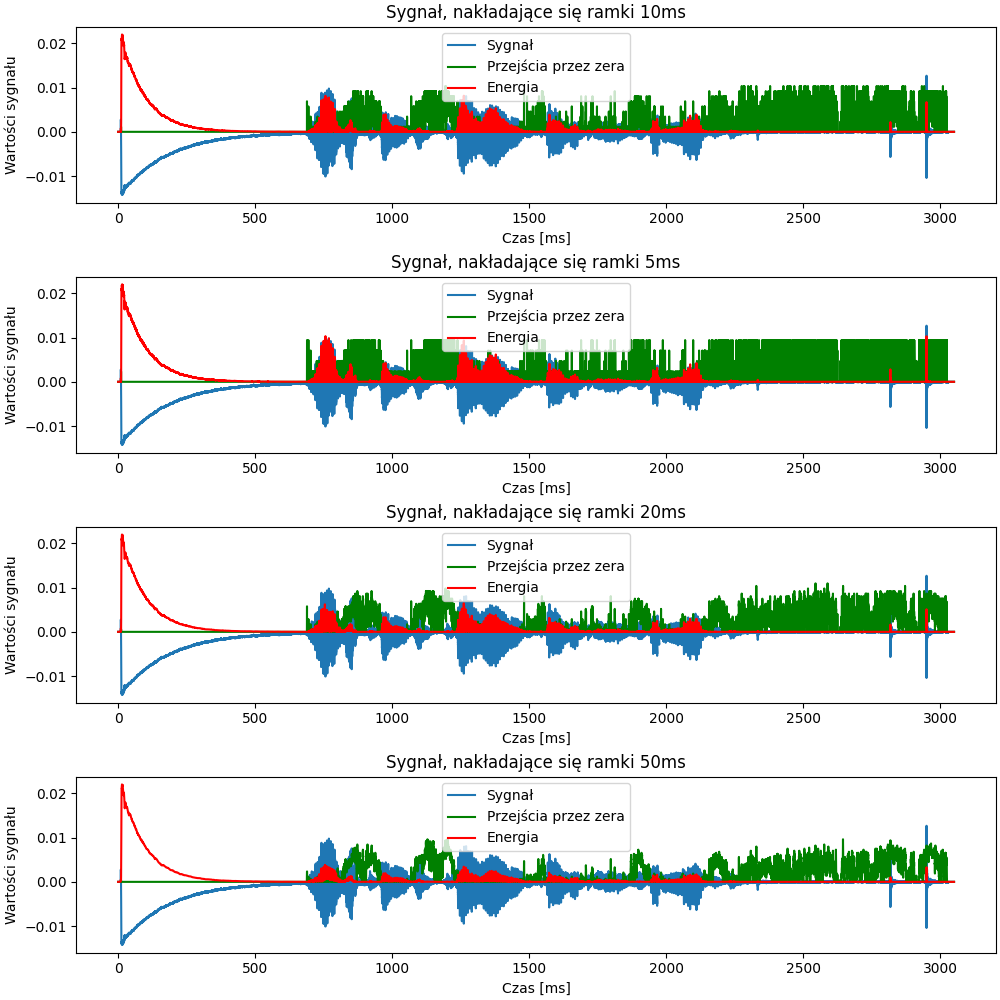 Sygnał, nakładające się ramki 10ms
Wartości sygnału
0.02
0.01
0.00
−0.01
Sygnał
Przejścia przez zera
Energia
0 500 1000 1500 2000 2500 3000
Czas [ms]
Sygnał, nakładające się ramki 5ms
Wartości sygnału
0.02
0.01
0.00
−0.01
Sygnał
Przejścia przez zera
Energia
0 500 1000 1500 2000 2500 3000
Czas [ms]
Sygnał, nakładające się ramki 20ms
Wartości sygnału
0.02
0.01
0.00
−0.01
Sygnał
Przejścia przez zera
Energia
0 500 1000 1500 2000 2500 3000
Czas [ms]
Sygnał, nakładające się ramki 50ms
Wartości sygnału
0.02
0.01
0.00
−0.01
Sygnał
Przejścia przez zera
Energia
0 500 1000 1500 2000 2500 3000
Czas [ms]